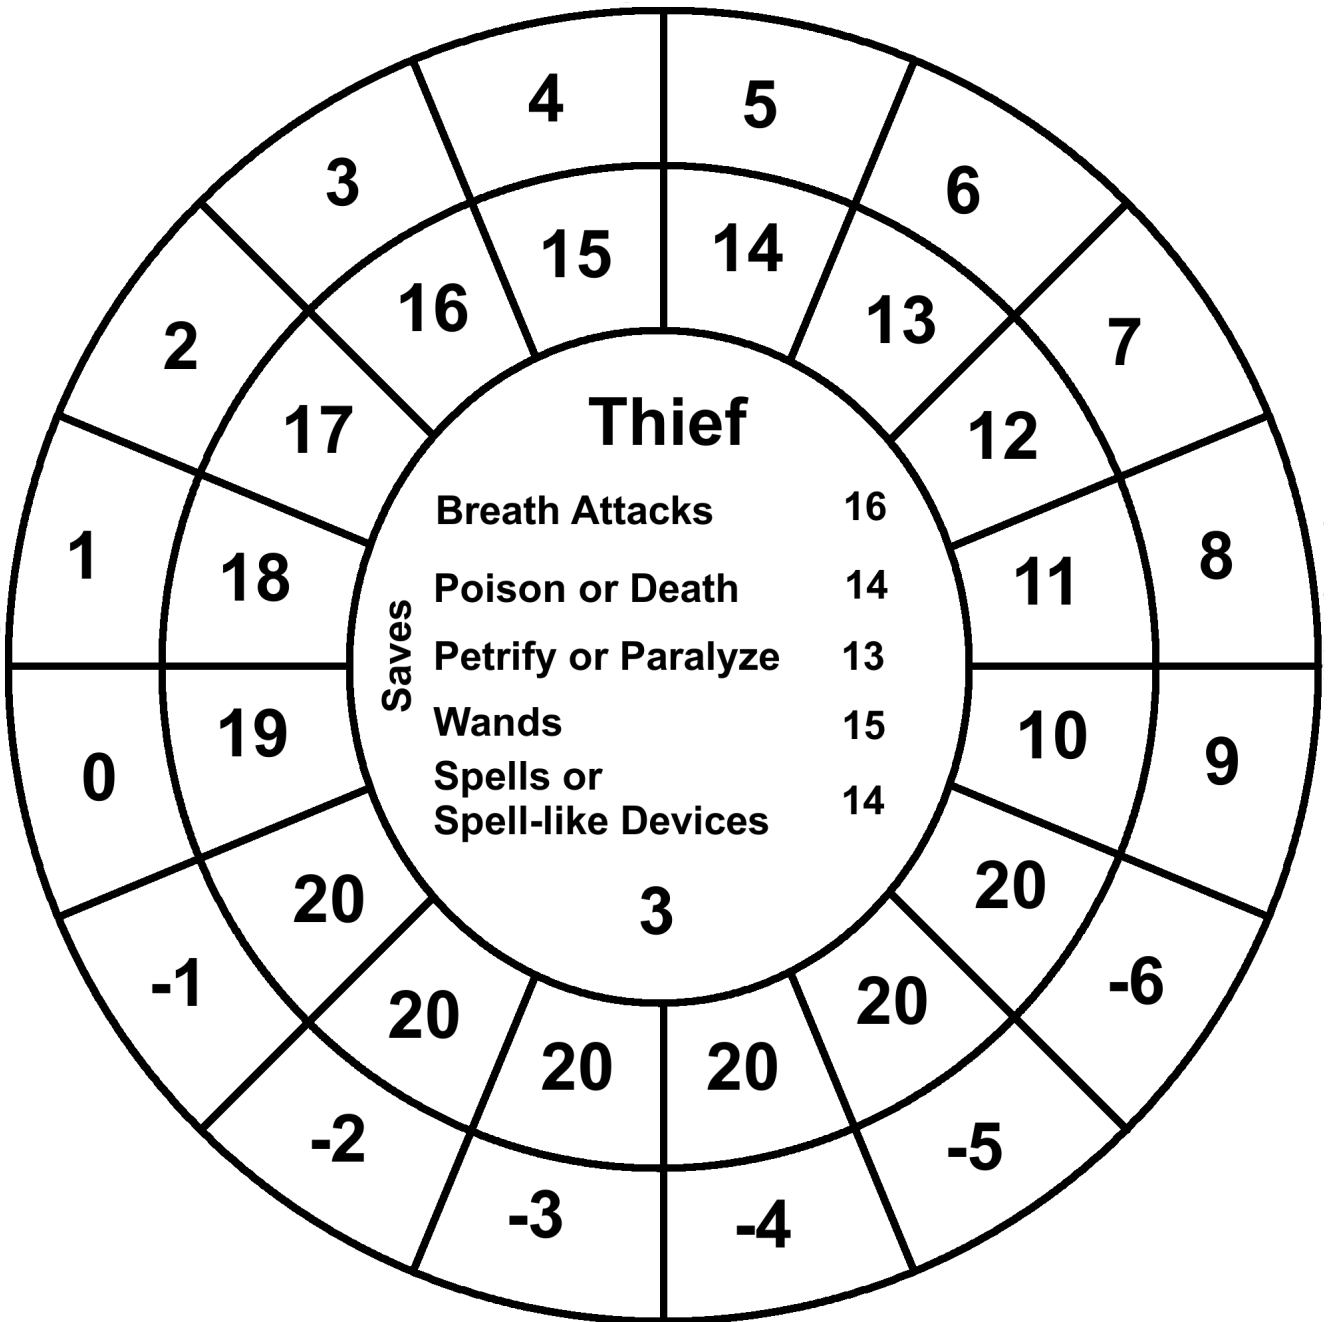 4 5
3 6
15 14
2 16 13 7
17 12
Thief
Breath Attacks 16
1 18 11 8
Poison or Death 14
Saves
Petrify or Paralyze 13
Wands 15
0 19 10 9
Spells or
Spell-like Devices 14
-1 20 20 -6
3
20 20
20 20
-2 -5
-3 -4